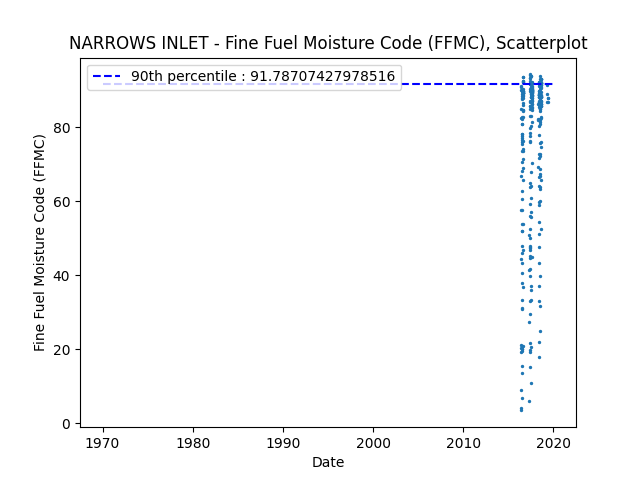 NARROWS INLET - Fine Fuel Moisture Code (FFMC), Scatterplot
90th percentile : 91.78707427978516
Fine Fuel Moisture Code (FFMC)
80
60
40
20
0
1970 1980 1990 2000 2010 2020
Date